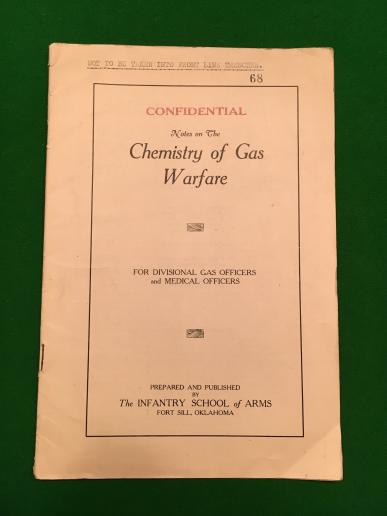 NOT TO BE TAKEN INTO FRONT LINE TRENCHES.
68
CONFIDENTIAL
Notes on The
Chemistry of Gas
Warfare
FOR DIVISIONAL GAS OFFICERS
and MEDICAL OFFICERS
PREPARED AND PUBLISHED
BY
The INFANTRY SCHOOL of ARMS
FORT SILL, OKLAHOMA